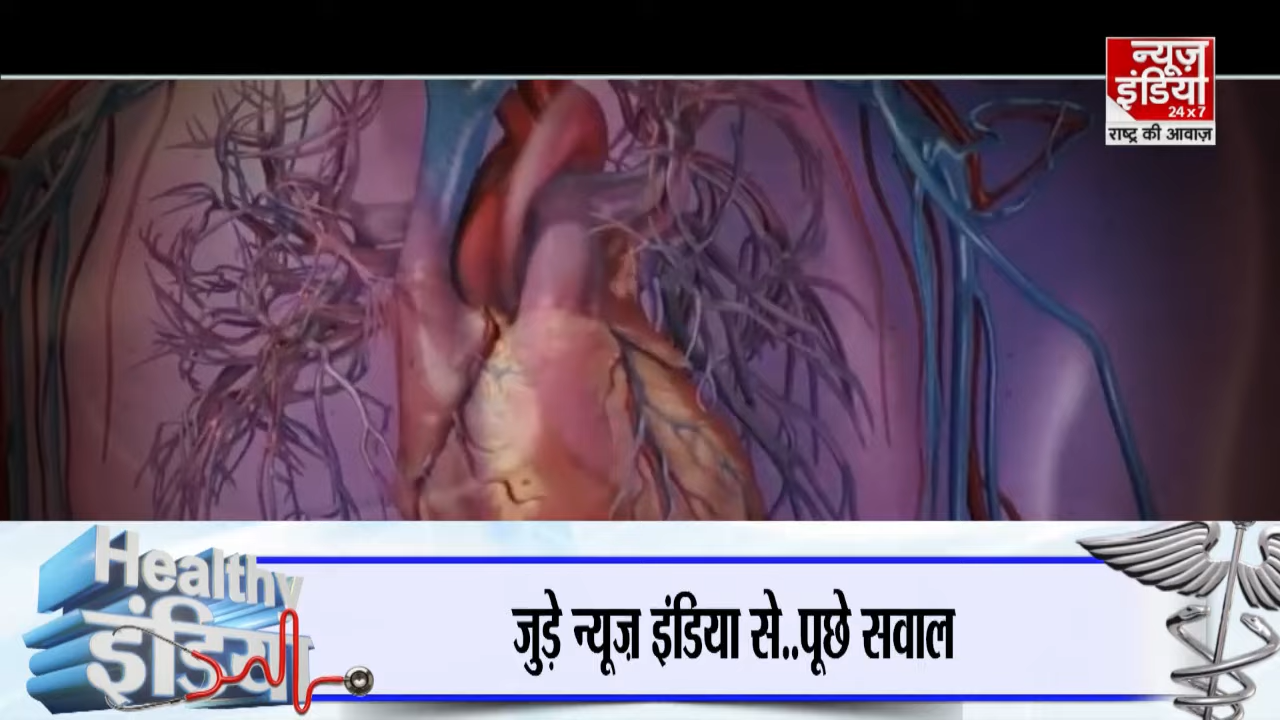 न्यूज़
इंडिया
24x7
राष्ट्र की आवाज़
Healthy
इंडिया
जुड़े न्यूज़ इंडिया से..पूछे सवाल